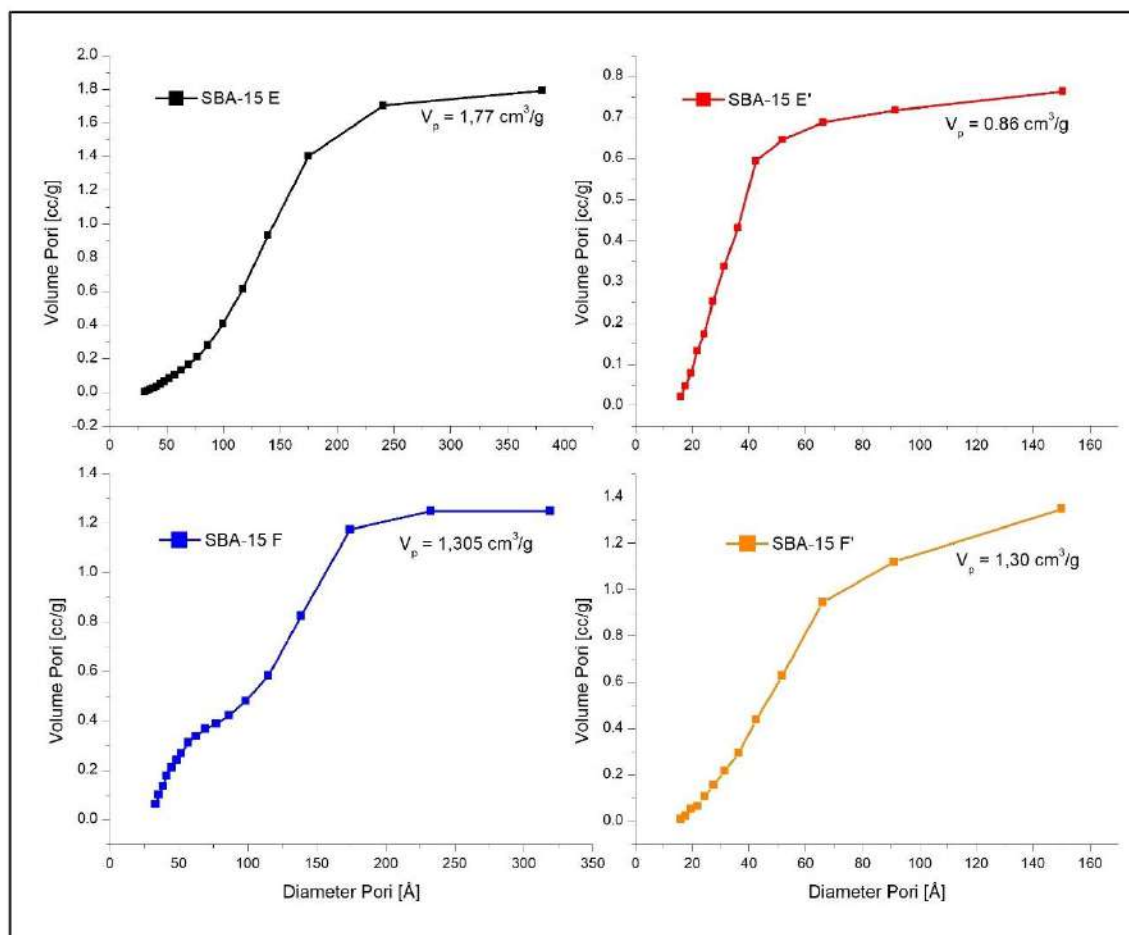 2.0
1.8
1.6
1.4
1.2
1.0
0.8
0.6
0.4
0.2
0.0
-0.2
Volume Pori [cc/g]
SBA-15 E
V_p = 1,77 cm³/g
0 50 100 150 200 250 300 350 400
0.8
0.7
0.6
0.5
0.4
0.3
0.2
0.1
0.0
Volume Pori [cc/g]
SBA-15 E'
V_p = 0.86 cm³/g
0 20 40 60 80 100 120 140 160
1.4
1.2
1.0
0.8
0.6
0.4
0.2
0.0
Volume Pori [cc/g]
SBA-15 F
V_p = 1,305 cm³/g
0 50 100 150 200 250 300 350
Diameter Pori [Å]
1.4
1.2
1.0
0.8
0.6
0.4
0.2
0.0
Volume Pori [cc/g]
SBA-15 F'
V_p = 1,30 cm³/g
0 20 40 60 80 100 120 140 160
Diameter Pori [Å]